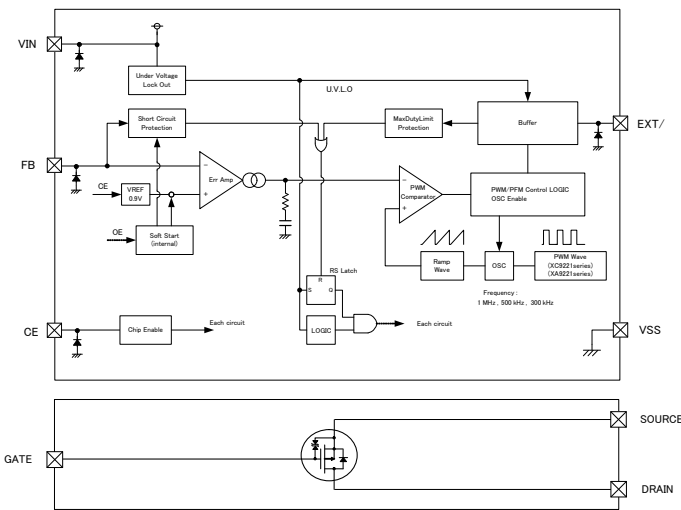 VIN
Under Voltage
Lock Out
U.V.L.O
Short Circuit
Protection
MaxDutyLimit
Protection
Buffer
EXT/
FB
Err Amp
−
+
CE
VREF
0.9V
OE
Soft Start
(internal)
PWM
Comparator
−
+
PWM/PFM Control LOGIC
OSC Enable
Ramp
Wave
OSC
PWM Wave
(XC9221series)
(XA9221series)
RS Latch
R
S
Q
Frequency :
1 MHz , 500 kHz , 300 kHz
CE
Chip Enable
Each circuit
LOGIC
Each circuit
VSS
SOURCE
GATE
DRAIN